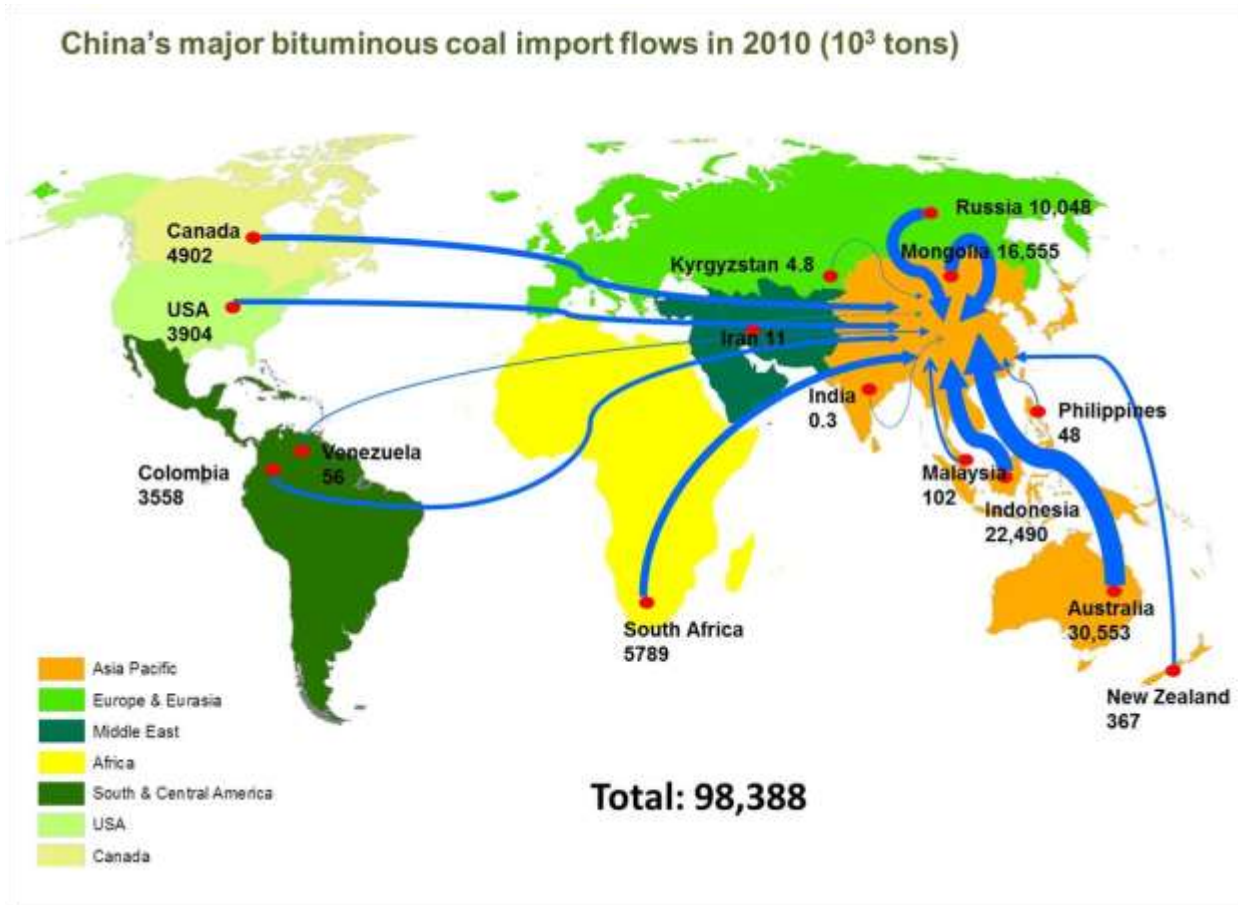 China's major bituminous coal import flows in 2010 (10³ tons)
Russia 10,048
Canada
4902
Mongolia 16,555
Kyrgyzstan 4.8
USA
3904
Iran 11
India
0.3
Philippines
48
Venezuela
56
Colombia
3558
Malaysia
102
Indonesia
22,490
Australia
30,553
South Africa
5789
New Zealand
367
Asia Pacific
Europe & Eurasia
Middle East
Africa
South & Central America
USA
Canada
Total: 98,388